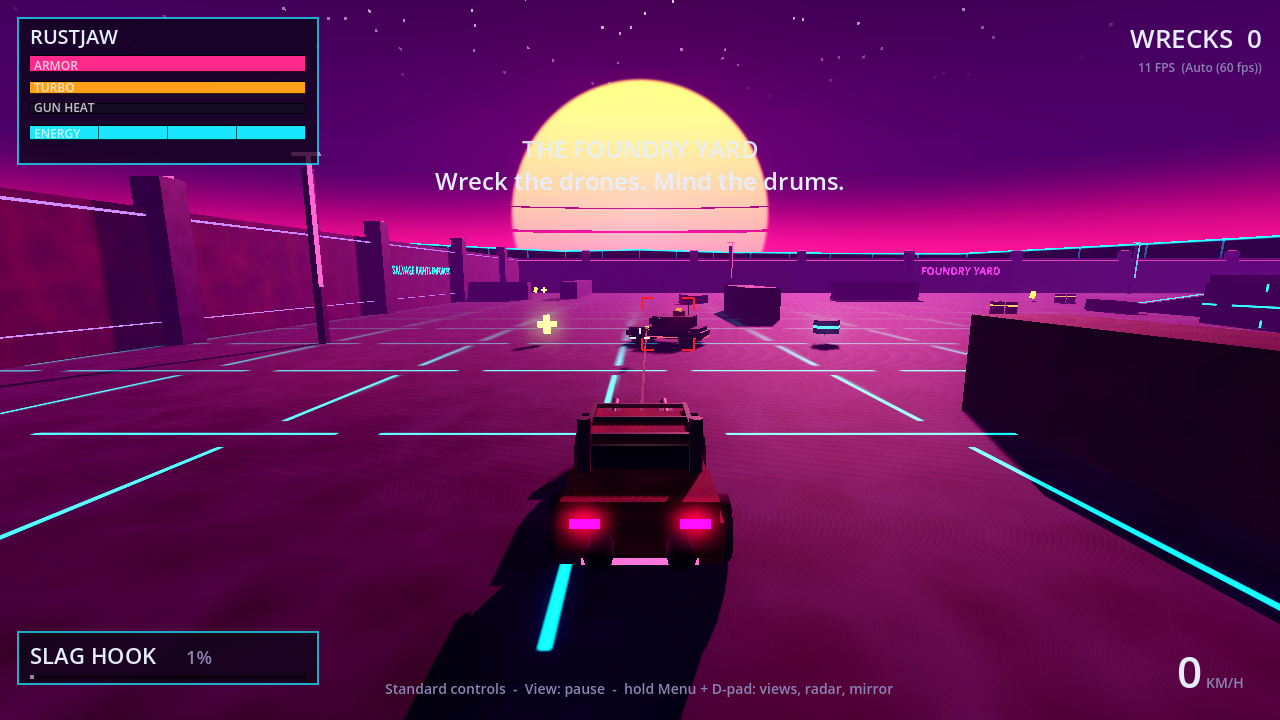 RUSTJAW
ARMOR
TURBO
GUN HEAT
ENERGY
WRECKS 0
11 FPS (Auto (60 fps))
THE FOUNDRY YARD
Wreck the drones. Mind the drums.
FOUNDRY YARD
SLAG HOOK 1%
0 KM/H
Standard controls - View: pause - hold Menu + D-pad: views, radar, mirror